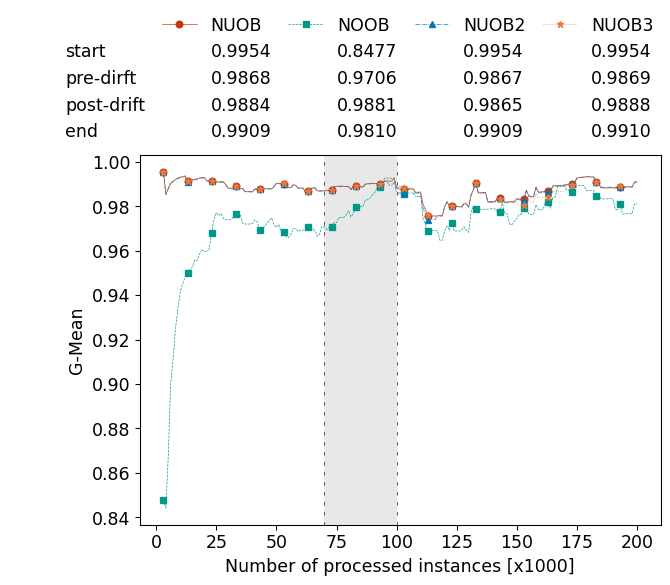 NUOB NOOB NUOB2 NUOB3
start 0.9954 0.8477 0.9954 0.9954
pre-dirft 0.9868 0.9706 0.9867 0.9869
post-drift 0.9884 0.9881 0.9865 0.9888
end 0.9909 0.9810 0.9909 0.9910
1.00
0.98
0.96
0.94
0.92
0.90
0.88
0.86
0.84
G-Mean
0 25 50 75 100 125 150 175 200
Number of processed instances [x1000]